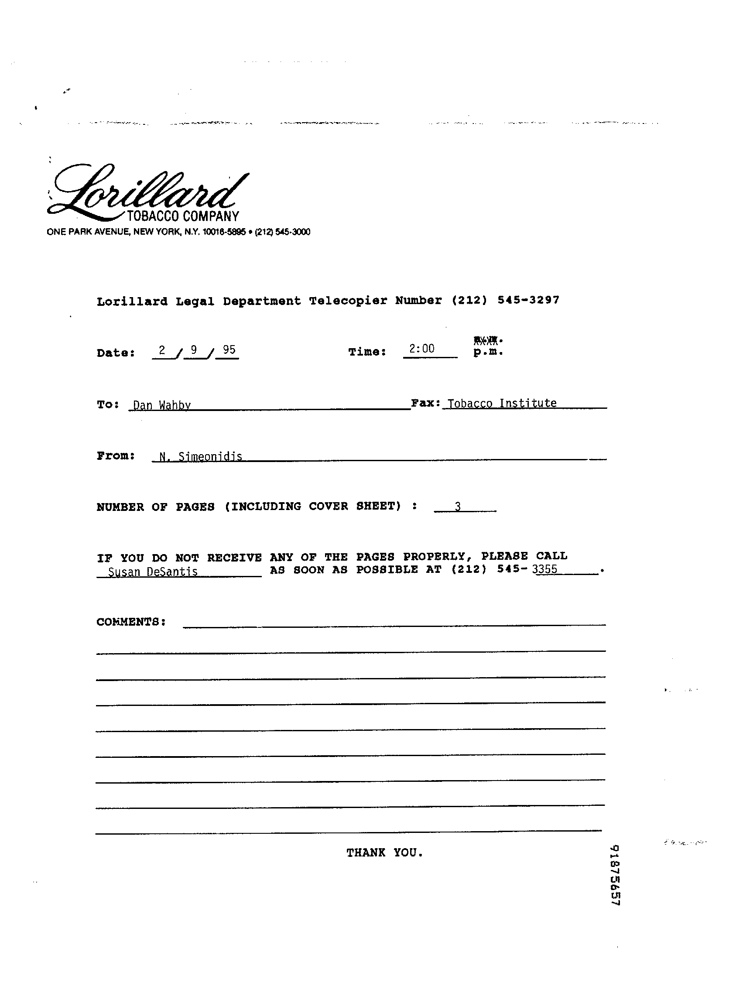 Lorillard
TOBACCO COMPANY
ONE PARK AVENUE, NEW YORK, N.Y. 10016-5895 • (212) 545-3000
Lorillard Legal Department Telecopier Number (212) 545-3297
Date: 2 / 9 / 95 Time: 2:00 p.m.
To: Dan Wahby Fax: Tobacco Institute
From: N. Simeonidis
NUMBER OF PAGES (INCLUDING COVER SHEET) : 3
IF YOU DO NOT RECEIVE ANY OF THE PAGES PROPERLY, PLEASE CALL
Susan DeSantis AS SOON AS POSSIBLE AT (212) 545- 3355 .
COMMENTS:
THANK YOU.
91875657